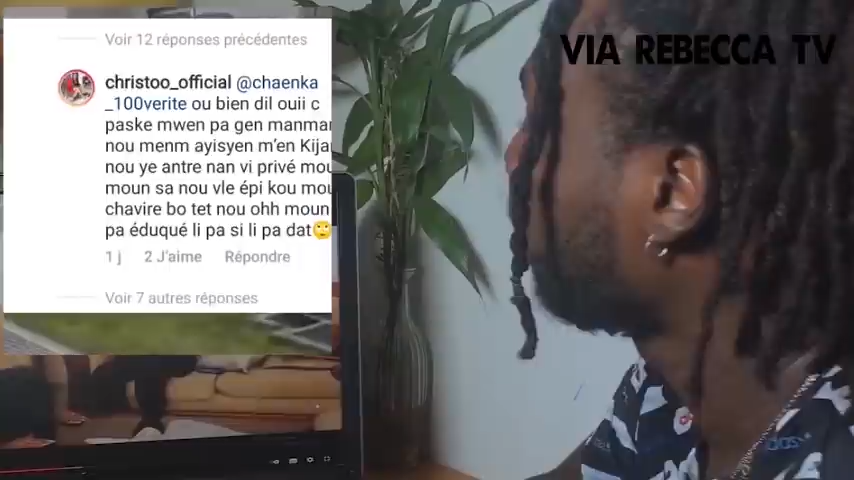 VIA REBECCA TV
Voir 12 réponses précédentes
christoo_official @chaenka
_100verite ou bien dil ouii c
paske mwen pa gen manmar
nou menm ayisyen m'en Kijar
nou ye antre nan vi privé mou
moun sa nou vle épi kou mou
chavire bo tet nou ohh moun
pa éduqué li pa si li pa dat🙄
1 j 2 J'aime Répondre
Voir 7 autres réponses
adidas